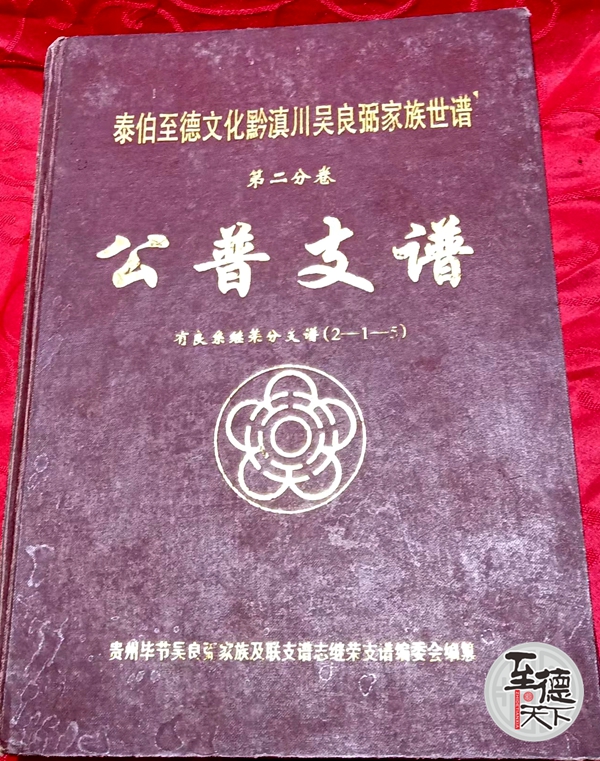 泰伯至德文化黔滇川吴良弼家族世谱
第二分卷
公普支谱
有良系继荣分支谱(2—1—5)
贵州毕节吴良弼家族及联支谱志继荣支谱编委会编纂
至德天下